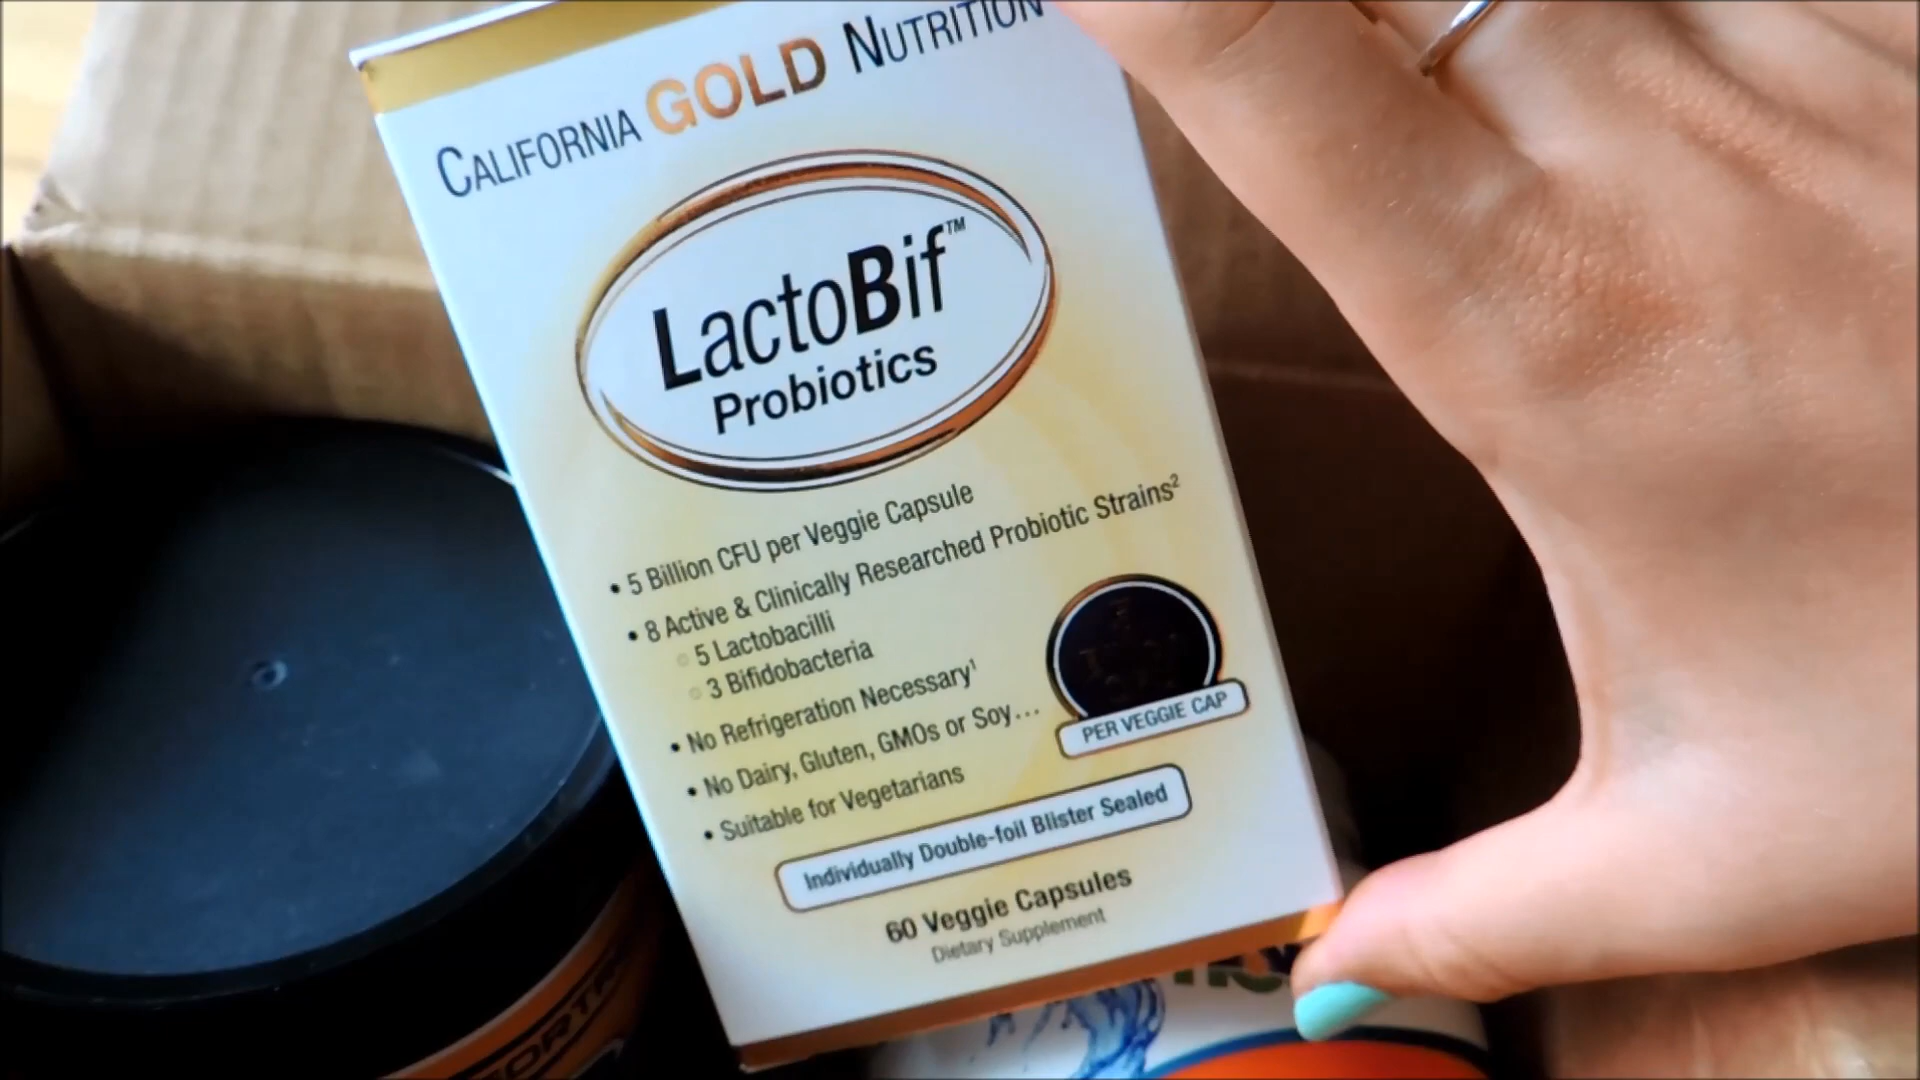 CALIFORNIA GOLD NUTRITION
LactoBif™
Probiotics
• 5 Billion CFU per Veggie Capsule
• 8 Active & Clinically Researched Probiotic Strains²
○ 5 Lactobacilli
○ 3 Bifidobacteria
• No Refrigeration Necessary¹
• No Dairy, Gluten, GMOs or Soy...
• Suitable for Vegetarians
PER VEGGIE CAP
Individually Double-foil Blister Sealed
60 Veggie Capsules
Dietary Supplement